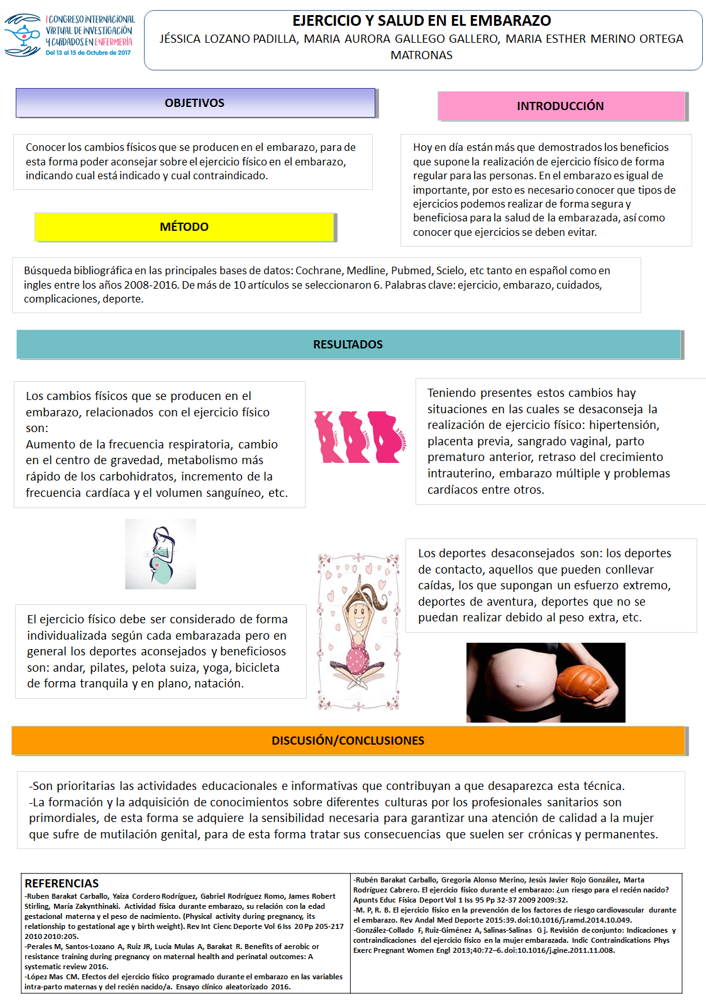 I CONGRESO INTERNACIONAL
VIRTUAL DE INVESTIGACIÓN
Y CUIDADOS EN ENFERMERÍA
Del 13 al 15 de Octubre de 2017
EJERCICIO Y SALUD EN EL EMBARAZO
JÉSSICA LOZANO PADILLA, MARIA AURORA GALLEGO GALLERO, MARIA ESTHER MERINO ORTEGA
MATRONAS
OBJETIVOS
Conocer los cambios físicos que se producen en el embarazo, para de
esta forma poder aconsejar sobre el ejercicio físico en el embarazo,
indicando cual está indicado y cual contraindicado.
INTRODUCCIÓN
Hoy en día están más que demostrados los beneficios
que supone la realización de ejercicio físico de forma
regular para las personas. En el embarazo es igual de
importante, por esto es necesario conocer que tipos de
ejercicios podemos realizar de forma segura y
beneficiosa para la salud de la embarazada, así como
conocer que ejercicios se deben evitar.
MÉTODO
Búsqueda bibliográfica en las principales bases de datos: Cochrane, Medline, Pubmed, Scielo, etc tanto en español como en
ingles entre los años 2008-2016. De más de 10 artículos se seleccionaron 6. Palabras clave: ejercicio, embarazo, cuidados,
complicaciones, deporte.
RESULTADOS
Los cambios físicos que se producen en el
embarazo, relacionados con el ejercicio físico
son:
Aumento de la frecuencia respiratoria, cambio
en el centro de gravedad, metabolismo más
rápido de los carbohidratos, incremento de la
frecuencia cardíaca y el volumen sanguíneo, etc.
1 Trimester
2 Trimester
3 Trimester
Teniendo presentes estos cambios hay
situaciones en las cuales se desaconseja la
realización de ejercicio físico: hipertensión,
placenta previa, sangrado vaginal, parto
prematuro anterior, retraso del crecimiento
intrauterino, embarazo múltiple y problemas
cardíacos entre otros.
El ejercicio físico debe ser considerado de forma
individualizada según cada embarazada pero en
general los deportes aconsejados y beneficiosos
son: andar, pilates, pelota suiza, yoga, bicicleta
de forma tranquila y en plano, natación.
Los deportes desaconsejados son: los deportes
de contacto, aquellos que pueden conllevar
caídas, los que supongan un esfuerzo extremo,
deportes de aventura, deportes que no se
puedan realizar debido al peso extra, etc.
DISCUSIÓN/CONCLUSIONES
-Son prioritarias las actividades educacionales e informativas que contribuyan a que desaparezca esta técnica.
-La formación y la adquisición de conocimientos sobre diferentes culturas por los profesionales sanitarios son
primordiales, de esta forma se adquiere la sensibilidad necesaria para garantizar una atención de calidad a la mujer
que sufre de mutilación genital, para de esta forma tratar sus consecuencias que suelen ser crónicas y permanentes.
REFERENCIAS
-Ruben Barakat Carballo, Yaiza Cordero Rodríguez, Gabriel Rodríguez Romo, James Robert
Stirling, María Zakynthinaki. Actividad física durante embarazo, su relación con la edad
gestacional materna y el peso de nacimiento. (Physical activity during pregnancy, its
relationship to gestational age y birth weight). Rev Int Cienc Deporte Vol 6 Iss 20 Pp 205-217
2010 2010:205.
-Perales M, Santos-Lozano A, Ruiz JR, Lucía Mulas A, Barakat R. Benefits of aerobic or
resistance training during pregnancy on maternal health and perinatal outcomes: A
systematic review 2016.
-López Mas CM. Efectos del ejercicio físico programado durante el embarazo en las variables
intra-parto maternas y del recién nacido/a. Ensayo clínico aleatorizado 2016.
-Rubén Barakat Carballo, Gregoria Alonso Merino, Jesús Javier Rojo González, Marta
Rodríguez Cabrero. El ejercicio físico durante el embarazo: ¿un riesgo para el recién nacido?
Apunts Educ Física Deport Vol 1 Iss 95 Pp 32-37 2009 2009:32.
-M. P, R. B. El ejercicio físico en la prevención de los factores de riesgo cardiovascular durante
el embarazo. Rev Andal Med Deporte 2015:39. doi:10.1016/j.ramd.2014.10.049.
-González-Collado F, Ruiz-Giménez A, Salinas-Salinas G j. Revisión de conjunto: Indicaciones y
contraindicaciones del ejercicio físico en la mujer embarazada. Indic Contraindications Phys
Exerc Pregnant Women Engl 2013;40:72–6. doi:10.1016/j.gine.2011.11.008.